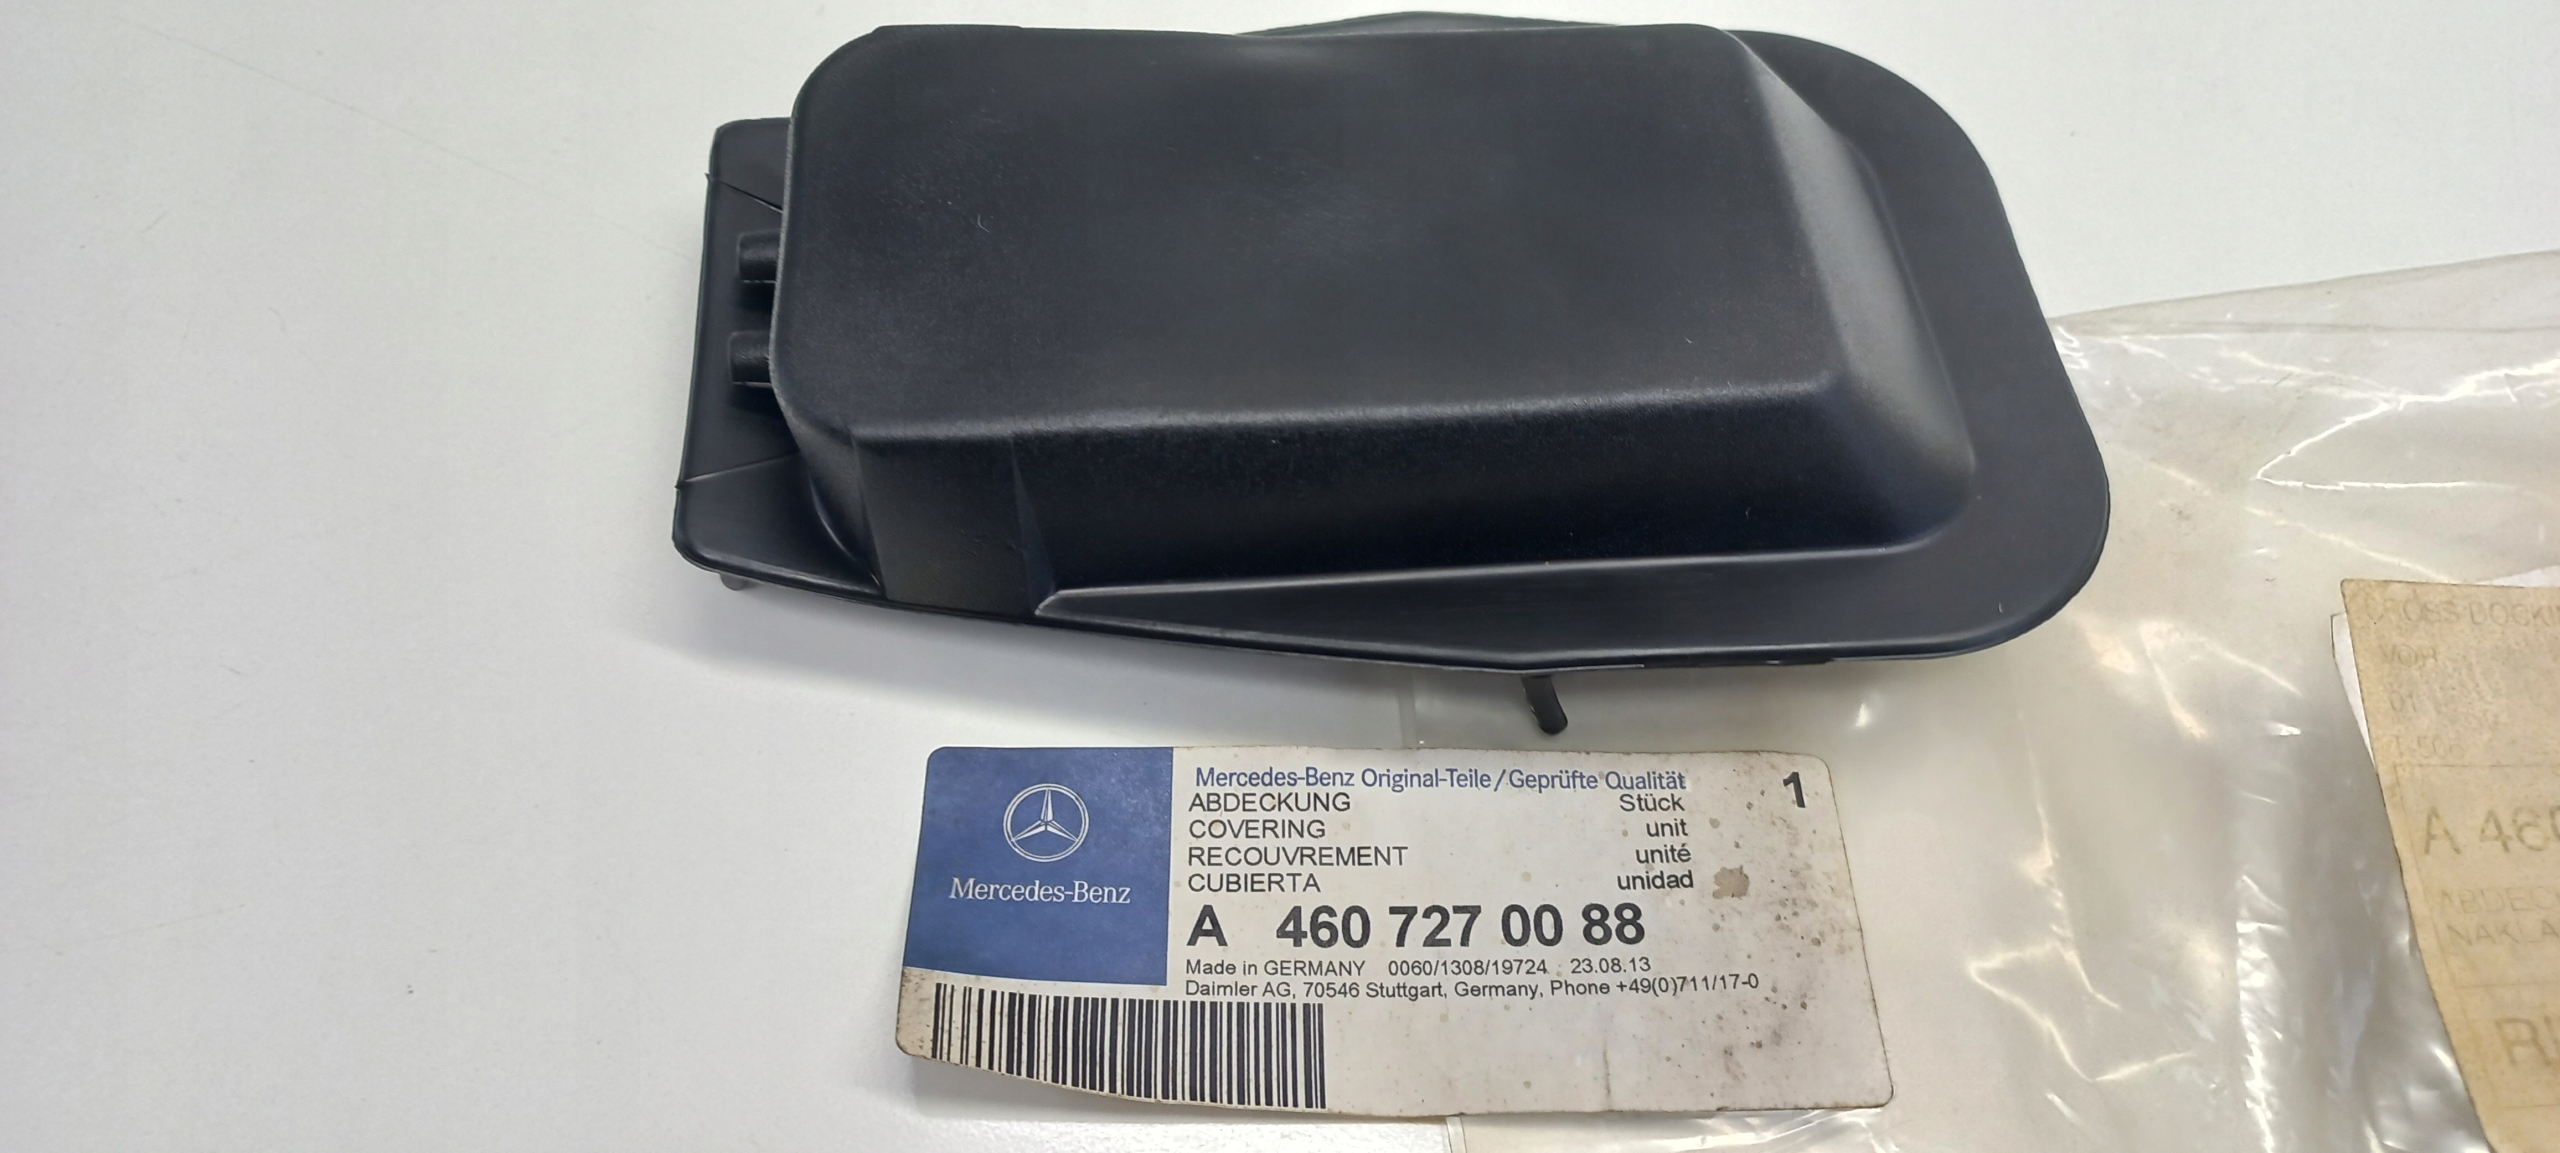 Mercedes-Benz Original-Teile/Geprüfte Qualität 1
ABDECKUNG Stück
COVERING unit
RECOUVREMENT unité
CUBIERTA unidad
Mercedes-Benz
A 460 727 00 88
Made in GERMANY 0060/1308/19724 23.08.13
Daimler AG, 70546 Stuttgart, Germany, Phone +49(0)711/17-0
A 460